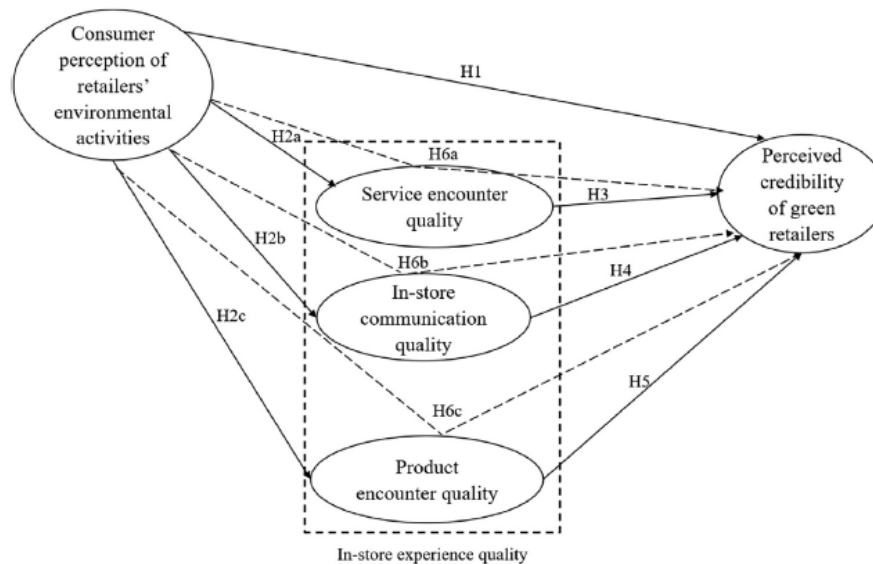 Consumer
perception of
retailers’
environmental
activities
H1
H2a
H6a
Service encounter
quality
H3
Perceived
credibility
of green
retailers
H2b
H6b
In-store
communication
quality
H4
H2c
H6c
H5
Product
encounter quality
In-store experience quality